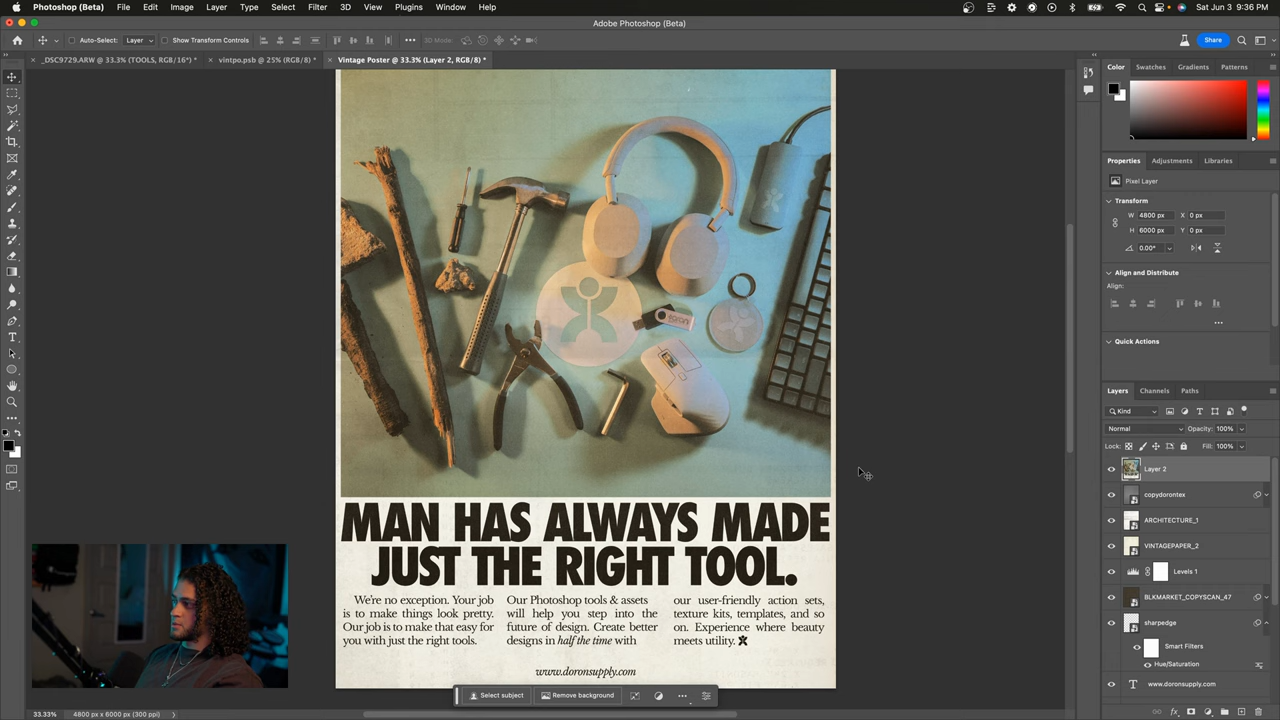 Photoshop (Beta) File Edit Image Layer Type Select Filter 3D View Plugins Window Help
Sat Jun 3 9:36 PM
Adobe Photoshop (Beta)
Auto-Select: Layer Show Transform Controls 3D Mode:
Share
_DSC9729.ARW @ 33.3% (TOOLS, RGB/16*) *
vintpo.psb @ 25% (RGB/8) *
Vintage Poster @ 33.3% (Layer 2, RGB/8) *
Color Swatches Gradients Patterns
Properties Adjustments Libraries
Pixel Layer
Transform
W 4800 px X 0 px
H 6000 px Y 0 px
0.00°
Align and Distribute
Align:
Quick Actions
Layers Channels Paths
Kind
Normal Opacity: 100%
Lock: Fill: 100%
Layer 2
copydorontex
ARCHITECTURE_1
VINTAGEPAPER_2
Levels 1
BLKMARKET_COPYSCAN_47
sharpedge
Smart Filters
Hue/Saturation
www.doronsupply.com
MAN HAS ALWAYS MADE
JUST THE RIGHT TOOL.
We're no exception. Your job
is to make things look pretty.
Our job is to make that easy for
you with just the right tools.
Our Photoshop tools & assets
will help you step into the
future of design. Create better
designs in half the time with
our user-friendly action sets,
texture kits, templates, and so
on. Experience where beauty
meets utility.
www.doronsupply.com
Select subject Remove background
33.33% 4800 px x 6000 px (300 ppi)